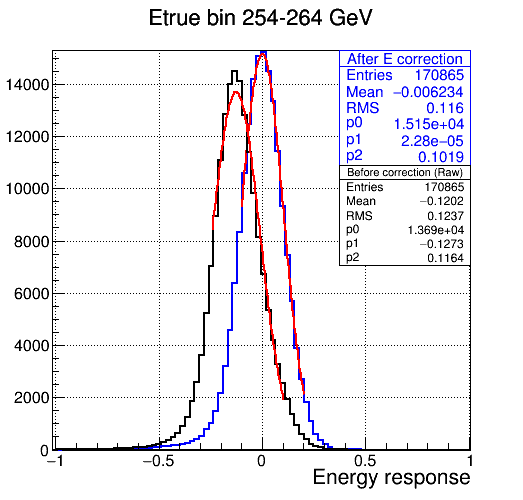 Etrue bin 254-264 GeV
After E correction
Entries 170865
Mean −0.006234
RMS 0.116
p0 1.515e+04
p1 2.28e−05
p2 0.1019
Before correction (Raw)
Entries 170865
Mean −0.1202
RMS 0.1237
p0 1.369e+04
p1 −0.1273
p2 0.1164
14000
12000
10000
8000
6000
4000
2000
0
−1 −0.5 0 0.5 1
Energy response